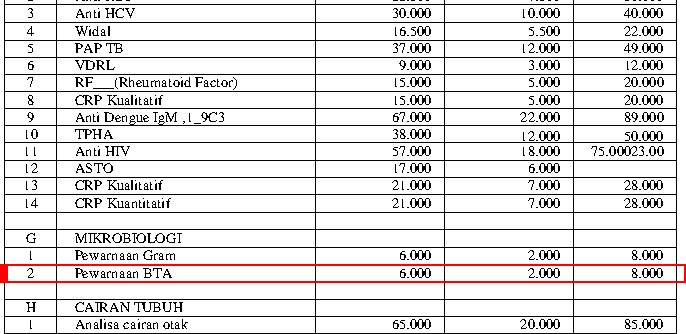 3 Anti HCV 30.000 10.000 40.000
4 Widal 16.500 5.500 22.000
5 PAP TB 37.000 12.000 49.000
6 VDRL 9.000 3.000 12.000
7 RF___(Rheumatoid Factor) 15.000 5.000 20.000
8 CRP Kualitatif 15.000 5.000 20.000
9 Anti Dengue IgM ,1_9C3 67.000 22.000 89.000
10 TPHA 38.000 12.000 50.000
11 Anti HIV 57.000 18.000 75.00023.00
12 ASTO 17.000 6.000
13 CRP Kualitatif 21.000 7.000 28.000
14 CRP Kuantitatif 21.000 7.000 28.000
G MIKROBIOLOGI
1 Pewarnaan Gram 6.000 2.000 8.000
2 Pewarnaan BTA 6.000 2.000 8.000
H CAIRAN TUBUH
1 Analisa cairan otak 65.000 20.000 85.000